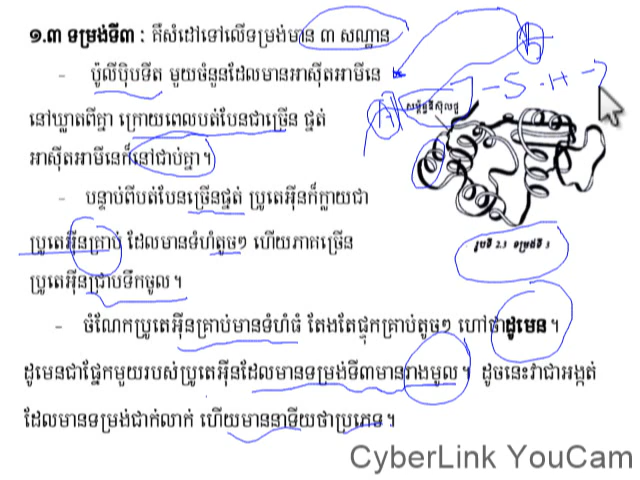 ១.៣ ទម្រង់ទី៣ : គឺសំដៅទៅលើទម្រង់មាន ៣ សណ្ឋាន
- ប៉ូលីប៉ិបទីត មួយចំនួនដែលមានអាស៊ីតអាមីនេ
នៅឃ្លាតពីគ្នា ក្រោយពេលបត់បែនជាច្រើន ផ្នត់
អាស៊ីតអាមីនេក៏នៅជាប់គ្នា។
- បន្ទាប់ពីបត់បែនច្រើនផ្នត់ ប្រូតេអ៊ីនក៏ក្លាយជា
ប្រូតេអ៊ីនគ្រាប់ ដែលមានទំហំតូចៗ ហើយភាគច្រើន
ប្រូតេអ៊ីនជ្រាបទឹកចូល។
- ចំណែកប្រូតេអ៊ីនគ្រាប់មានទំហំធំ តែងតែផ្ទុកគ្រាប់តូចៗ ហៅថាដូមេន។
ដូមេនជាផ្នែកមួយរបស់ប្រូតេអ៊ីនដែលមានទម្រង់ទី៣មានរាងមូល។ ដូចនេះវាជាអង្កត់
ដែលមានទម្រង់ជាក់លាក់ ហើយមាននាទីយថាប្រភេទ។
-S-H-
រូបទី 2.3 ទម្រង់ទី 3
CyberLink YouCam